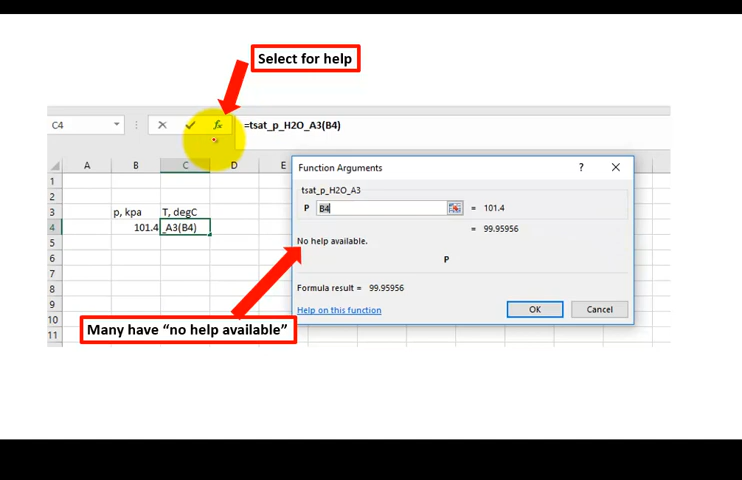 Select for help
C4
fx
=tsat_p_H2O_A3(B4)
A B C D E
Function Arguments ?
1
tsat_p_H2O_A3
2
3 p, kpa T, degC
P B4 = 101.4
4 101.4 _A3(B4)
= 99.95956
5
No help available.
6
P
7
8
Formula result = 99.95956
9
Help on this function OK Cancel
10
Many have “no help available”
11